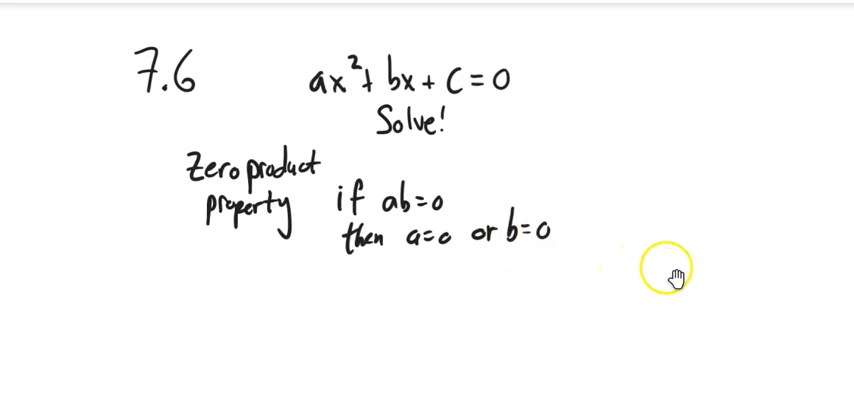 7.6
ax²+ bx + c = 0
Solve!
Zero product
property
if ab=0
then a=0 or b=0